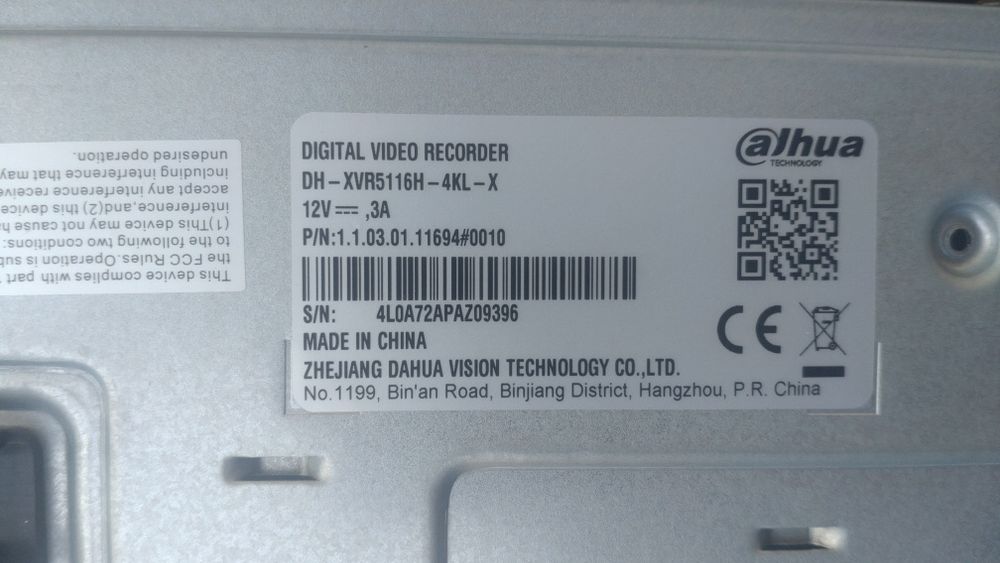 DIGITAL VIDEO RECORDER
DH-XVR5116H-4KL-X
12V ⎓ ,3A
P/N:1.1.03.01.11694#0010
S/N: 4L0A72APAZ09396
MADE IN CHINA
ZHEJIANG DAHUA VISION TECHNOLOGY CO.,LTD.
No.1199, Bin'an Road, Binjiang District, Hangzhou, P.R. China
alhua
TECHNOLOGY
CE
This device complies with part
the FCC Rules.Operation is sub
to the following two conditions:
(1)This device may not cause ha
interference,and(2) this device
accept any interference receive
including interference that may
undesired operation.